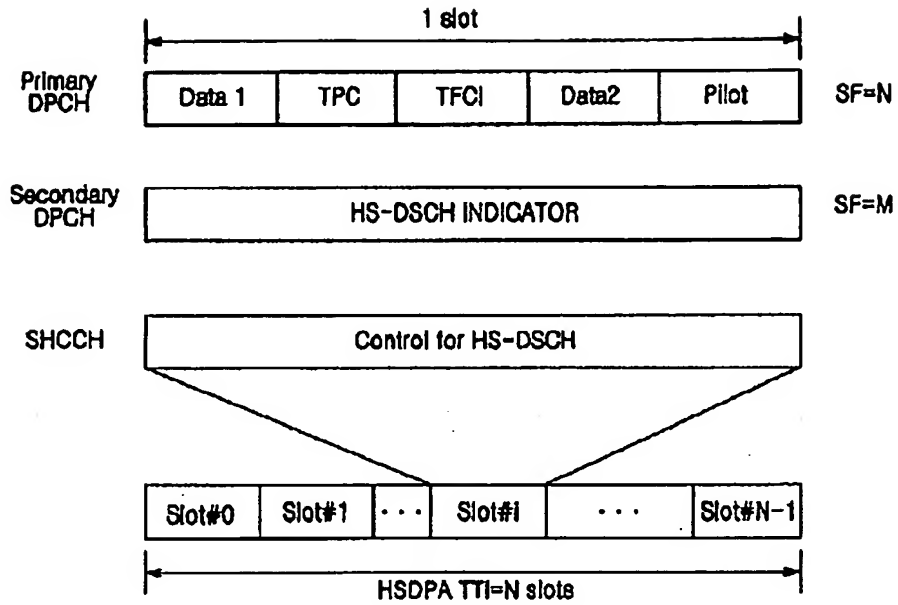 1 slot
Primary
DPCH
Data 1 TPC TFCI Data2 Pilot SF=N
Secondary
DPCH
HS-DSCH INDICATOR SF=M
SHCCH Control for HS-DSCH
Slot#0 Slot#1 ··· Slot#i ··· Slot#N-1
HSDPA TTI=N slots